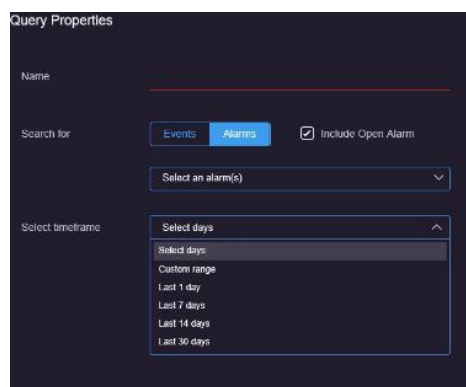 Query Properties
Name
Search for Events Alarms Include Open Alarm
Select an alarm(s)
Select timeframe Select days
Select days
Custom range
Last 1 day
Last 7 days
Last 14 days
Last 30 days